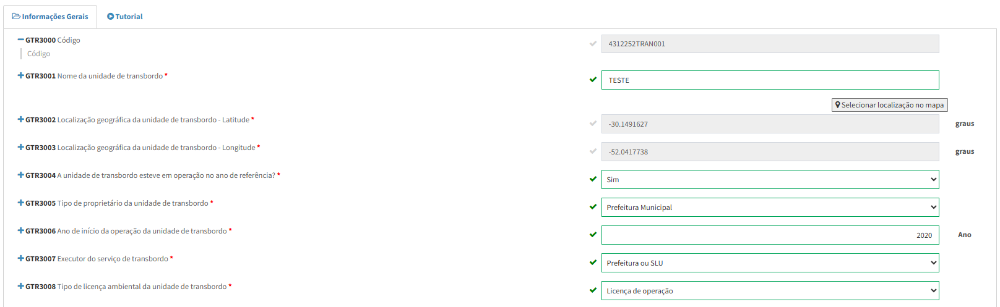 Informações Gerais Tutorial
GTR3000 Código 4312252TRAN001
Código
GTR3001 Nome da unidade de transbordo * TESTE
Selecionar localização no mapa
GTR3002 Localização geográfica da unidade de transbordo - Latitude * -30.1491627 graus
GTR3003 Localização geográfica da unidade de transbordo - Longitude * -52.0417738 graus
GTR3004 A unidade de transbordo esteve em operação no ano de referência? * Sim
GTR3005 Tipo de proprietário da unidade de transbordo * Prefeitura Municipal
GTR3006 Ano de início da operação da unidade de transbordo * 2020 Ano
GTR3007 Executor do serviço de transbordo * Prefeitura ou SLU
GTR3008 Tipo de licença ambiental da unidade de transbordo * Licença de operação